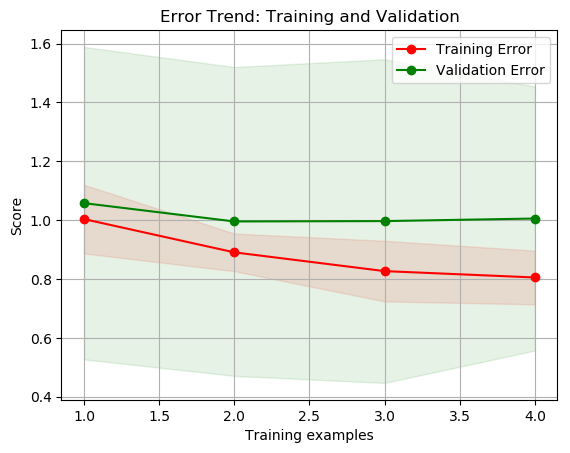 Error Trend: Training and Validation
Training Error
Validation Error
1.6
1.4
1.2
1.0
0.8
0.6
0.4
Score
1.0 1.5 2.0 2.5 3.0 3.5 4.0
Training examples